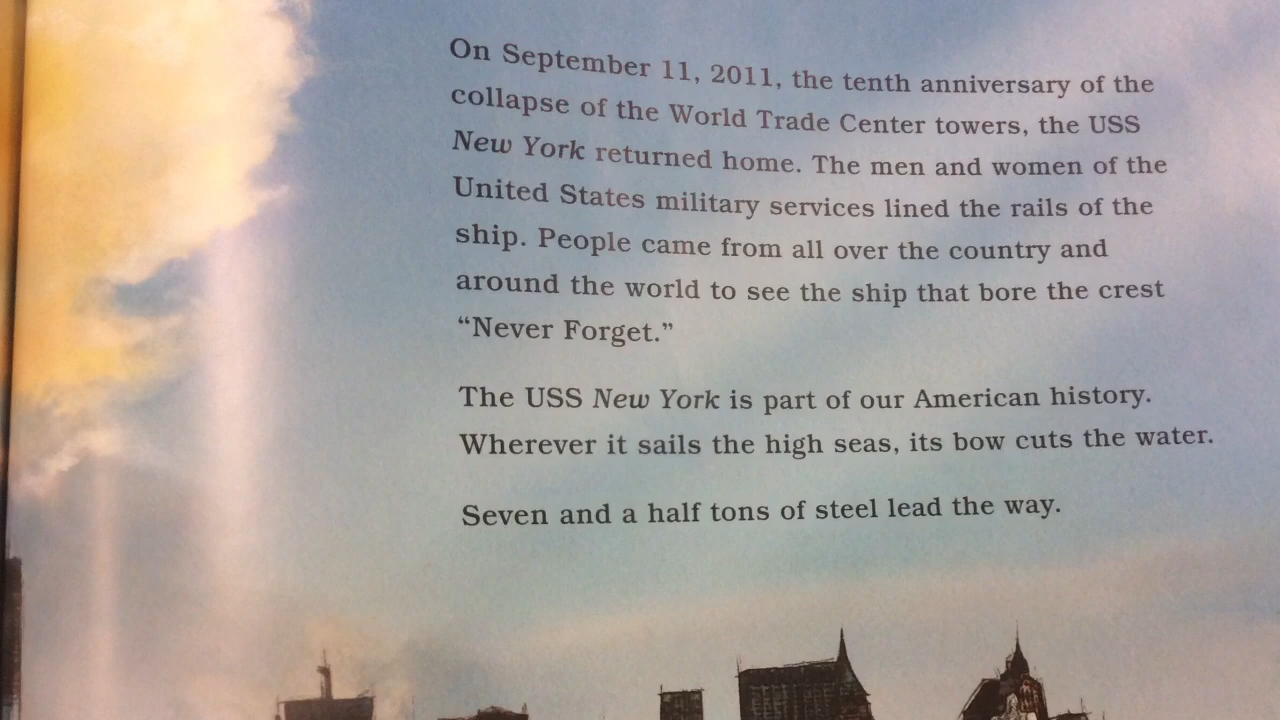 On September 11, 2011, the tenth anniversary of the
collapse of the World Trade Center towers, the USS
New York returned home. The men and women of the
United States military services lined the rails of the
ship. People came from all over the country and
around the world to see the ship that bore the crest
“Never Forget.”
The USS New York is part of our American history.
Wherever it sails the high seas, its bow cuts the water.
Seven and a half tons of steel lead the way.